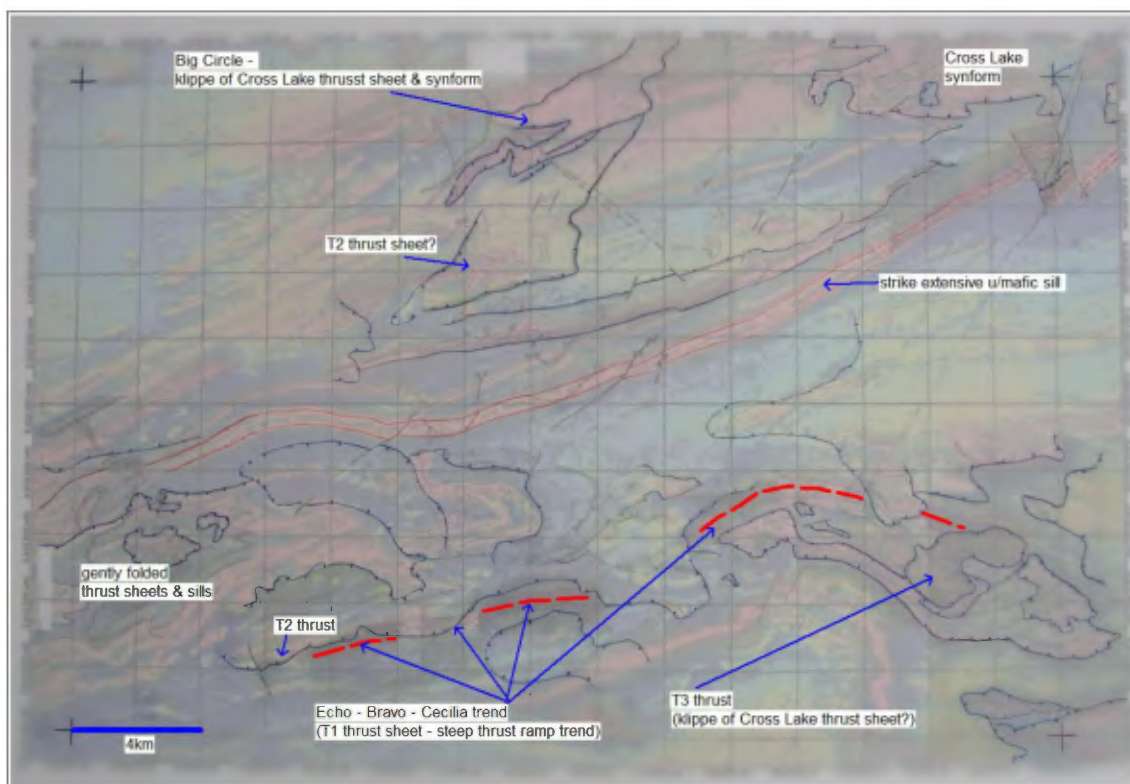 Big Circle -
klippe of Cross Lake thrusst sheet & synform
Cross Lake
synform
T2 thrust sheet?
strike extensive u/mafic sill
gently folded
thrust sheets & sills
T2 thrust
Echo - Bravo - Cecilia trend
(T1 thrust sheet - steep thrust ramp trend)
T3 thrust
(klippe of Cross Lake thrust sheet?)
4km